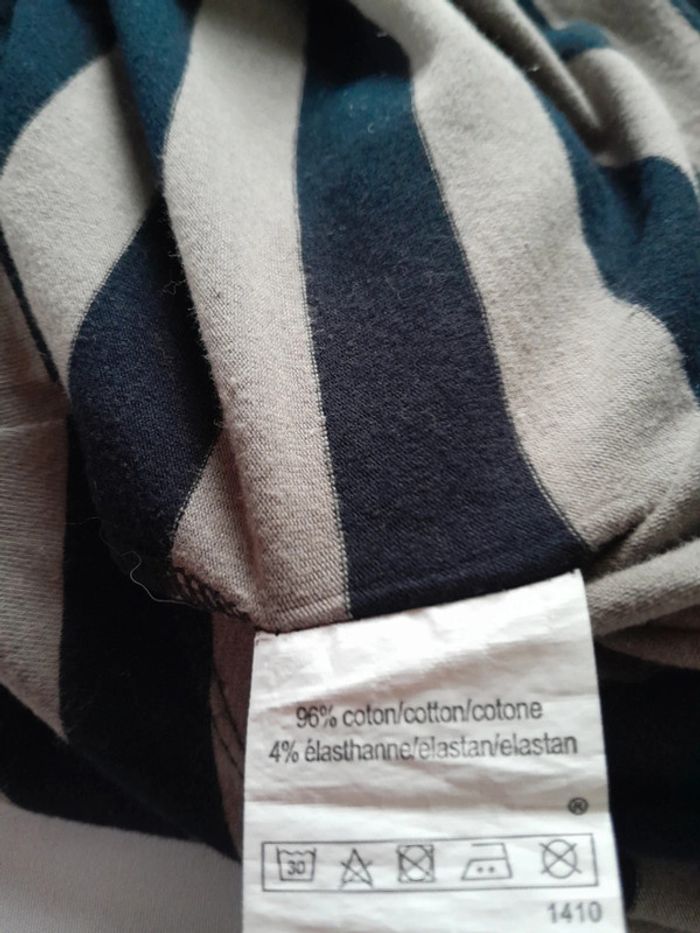 96% coton/cotton/cotone
4% élasthanne/elastan/elastan
®
30
1410